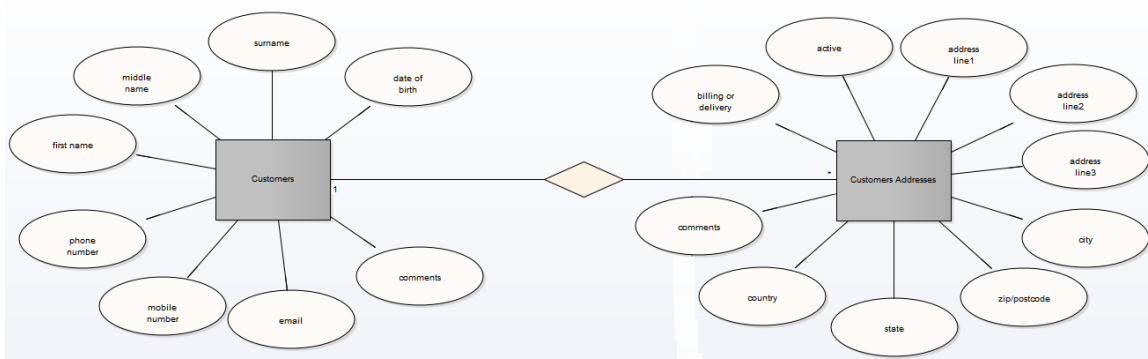 surname
middle
name
date of
birth
first name
Customers
1
phone
number
mobile
number
email
comments
active
address
line1
billing or
delivery
address
line2
address
line3
*
Customers Addresses
comments
city
country
zip/postcode
state